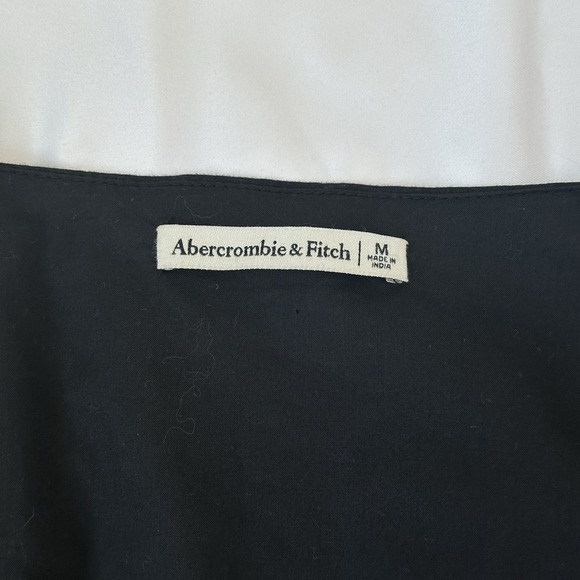 Abercrombie & Fitch | M
MADE IN
INDIA